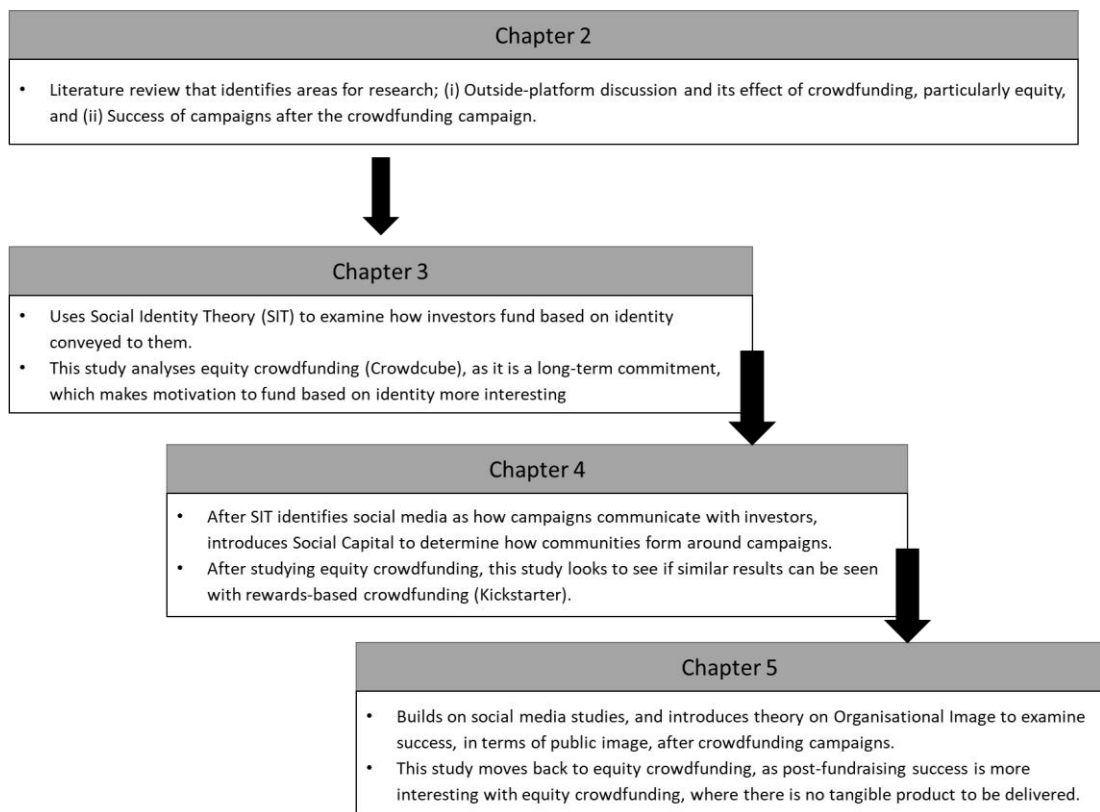 Chapter 2
• Literature review that identifies areas for research; (i) Outside-platform discussion and its effect of crowdfunding, particularly equity,
and (ii) Success of campaigns after the crowdfunding campaign.
Chapter 3
• Uses Social Identity Theory (SIT) to examine how investors fund based on identity
conveyed to them.
• This study analyses equity crowdfunding (Crowdcube), as it is a long-term commitment,
which makes motivation to fund based on identity more interesting
Chapter 4
• After SIT identifies social media as how campaigns communicate with investors,
introduces Social Capital to determine how communities form around campaigns.
• After studying equity crowdfunding, this study looks to see if similar results can be seen
with rewards-based crowdfunding (Kickstarter).
Chapter 5
• Builds on social media studies, and introduces theory on Organisational Image to examine
success, in terms of public image, after crowdfunding campaigns.
• This study moves back to equity crowdfunding, as post-fundraising success is more
interesting with equity crowdfunding, where there is no tangible product to be delivered.